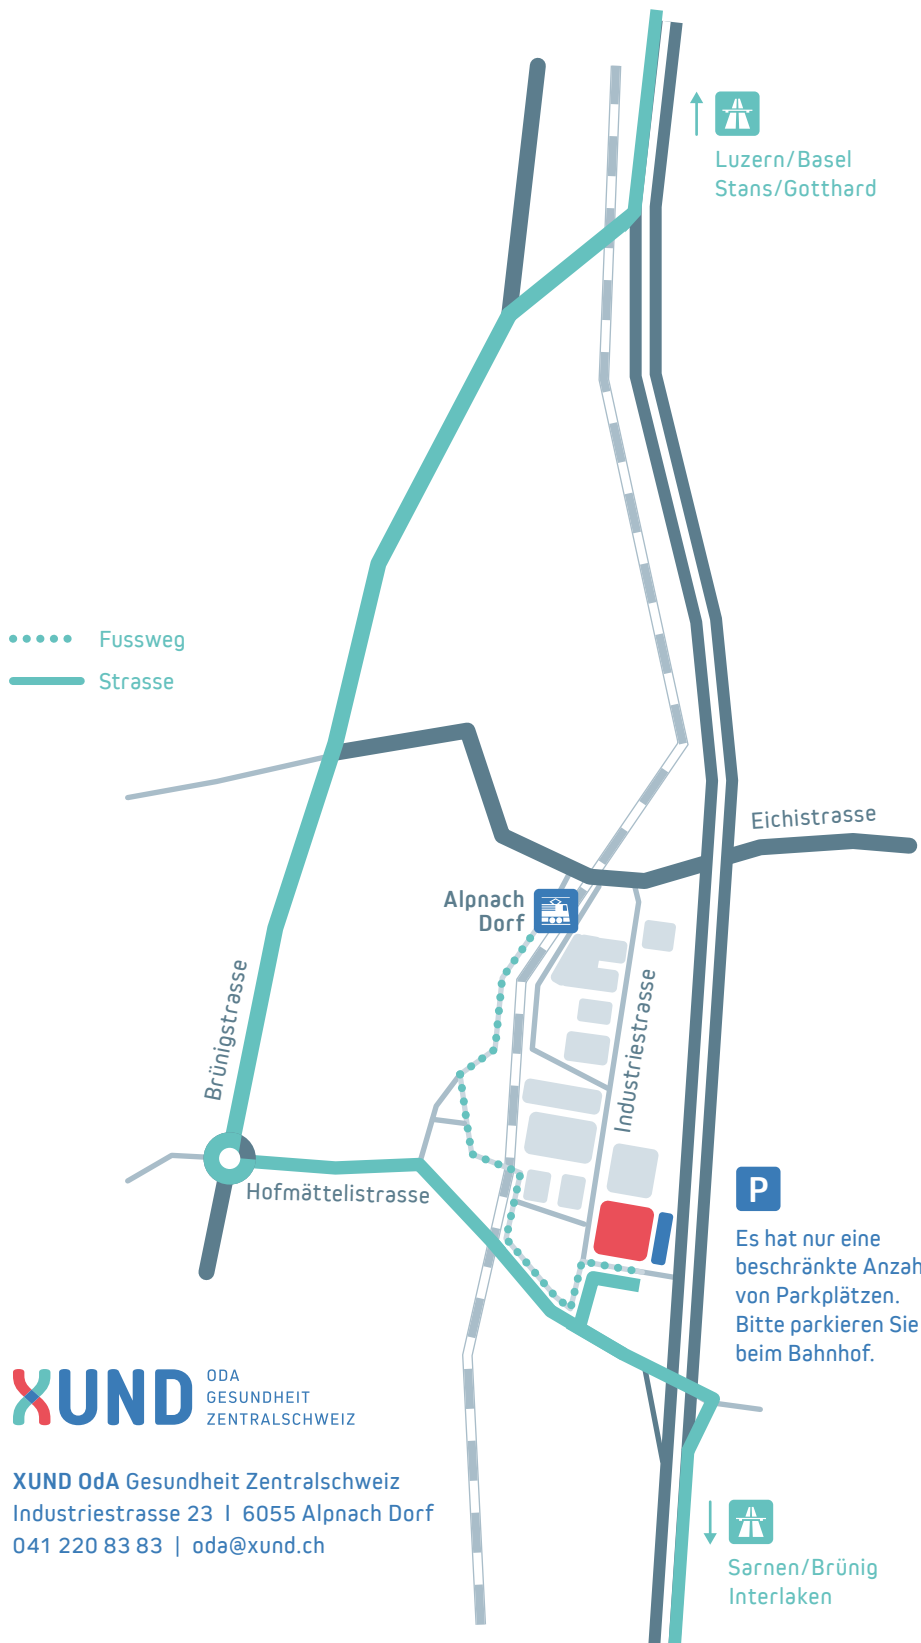 Luzern/Basel
Stans/Gotthard
Fussweg
Strasse
Eichistrasse
Alpnach
Dorf
Brünigstrasse
Industriestrasse
Hofmättelistrasse
P
Es hat nur eine
beschränkte Anzah
von Parkplätzen.
Bitte parkieren Sie
beim Bahnhof.
XUND
ODA
GESUNDHEIT
ZENTRALSCHWEIZ
XUND OdA Gesundheit Zentralschweiz
Industriestrasse 23 I 6055 Alpnach Dorf
041 220 83 83 | oda@xund.ch
Sarnen/Brünig
Interlaken